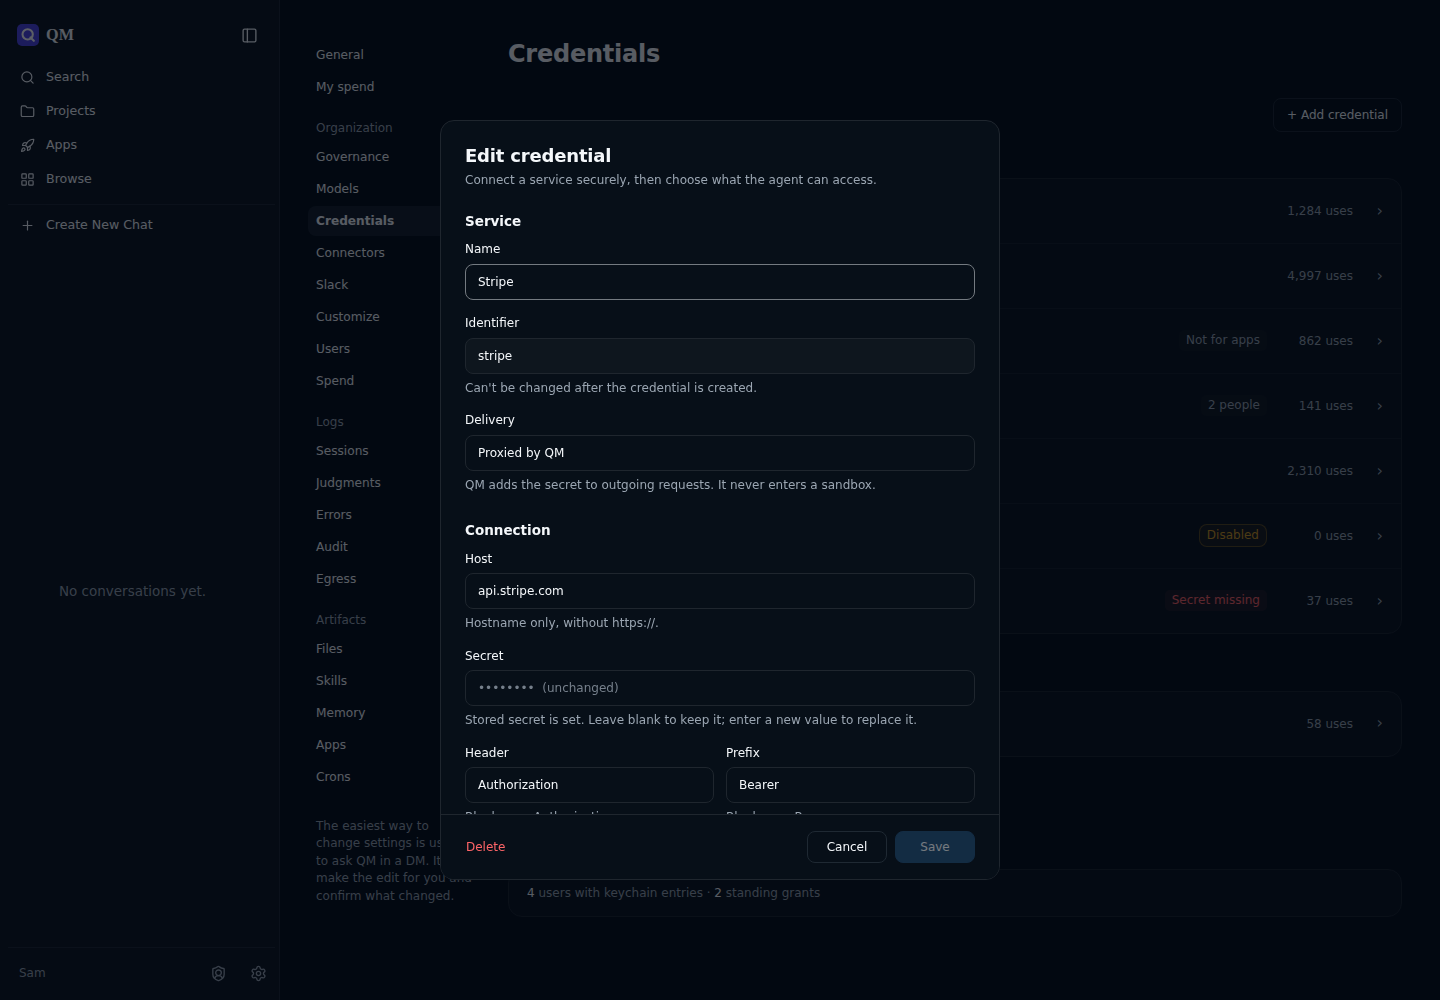 QM
Search
Projects
Apps
Browse
Create New Chat
No conversations yet.
Sam
General
My spend
Organization
Governance
Models
Credentials
Connectors
Slack
Customize
Users
Spend
Logs
Sessions
Judgments
Errors
Audit
Egress
Artifacts
Files
Skills
Memory
Apps
Crons
The easiest way to
change settings is
to ask QM in a DM.
make the edit for you and
confirm what changed.
Credentials
+ Add credential
1,284 uses
4,997 uses
Not for apps 862 uses
2 people 141 uses
2,310 uses
Disabled 0 uses
Secret missing 37 uses
58 uses
4 users with keychain entries · 2 standing grants
Edit credential
Connect a service securely, then choose what the agent can access.
Service
Name
Stripe
Identifier
stripe
Can't be changed after the credential is created.
Delivery
Proxied by QM
QM adds the secret to outgoing requests. It never enters a sandbox.
Connection
Host
api.stripe.com
Hostname only, without https://.
Secret
•••••••• (unchanged)
Stored secret is set. Leave blank to keep it; enter a new value to replace it.
Header Prefix
Authorization Bearer
Delete Cancel Save